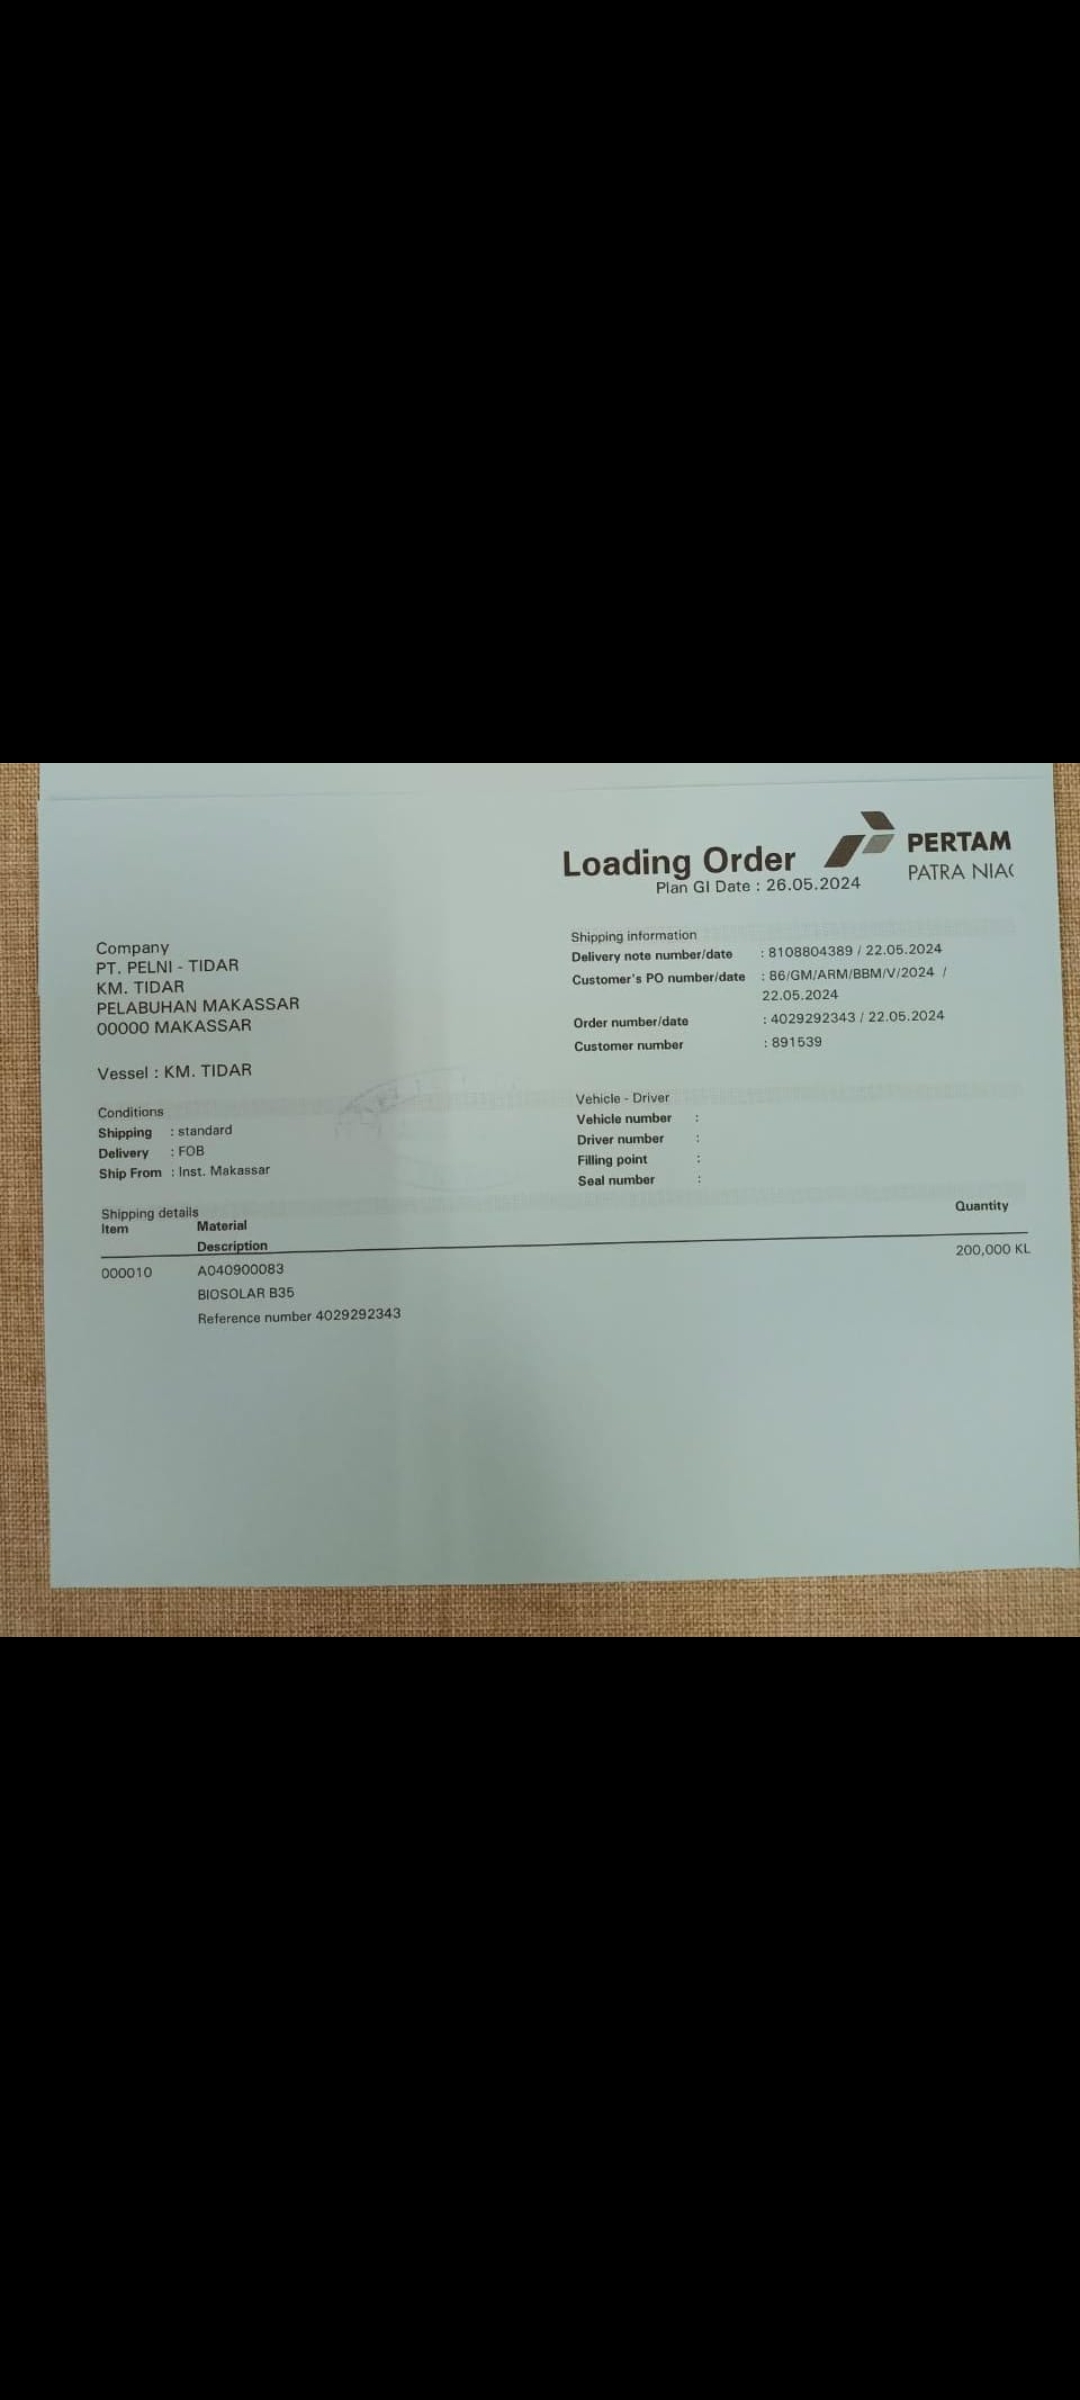 Loading Order
PERTAM
PATRA NIA
Plan GI Date : 26.05.2024
Company
PT. PELNI - TIDAR
KM. TIDAR
PELABUHAN MAKASSAR
00000 MAKASSAR
Vessel : KM. TIDAR
Shipping information
Delivery note number/date : 8108804389 / 22.05.2024
Customer's PO number/date : 86/GM/ARM/BBM/V/2024 /
22.05.2024
Order number/date : 4029292343 / 22.05.2024
Customer number : 891539
Conditions
Shipping : standard
Delivery : FOB
Ship From : Inst. Makassar
Vehicle - Driver
Vehicle number :
Driver number :
Filling point :
Seal number :
Shipping details
Item Material Quantity
Description
000010 A040900083 200,000 KL
BIOSOLAR B35
Reference number 4029292343